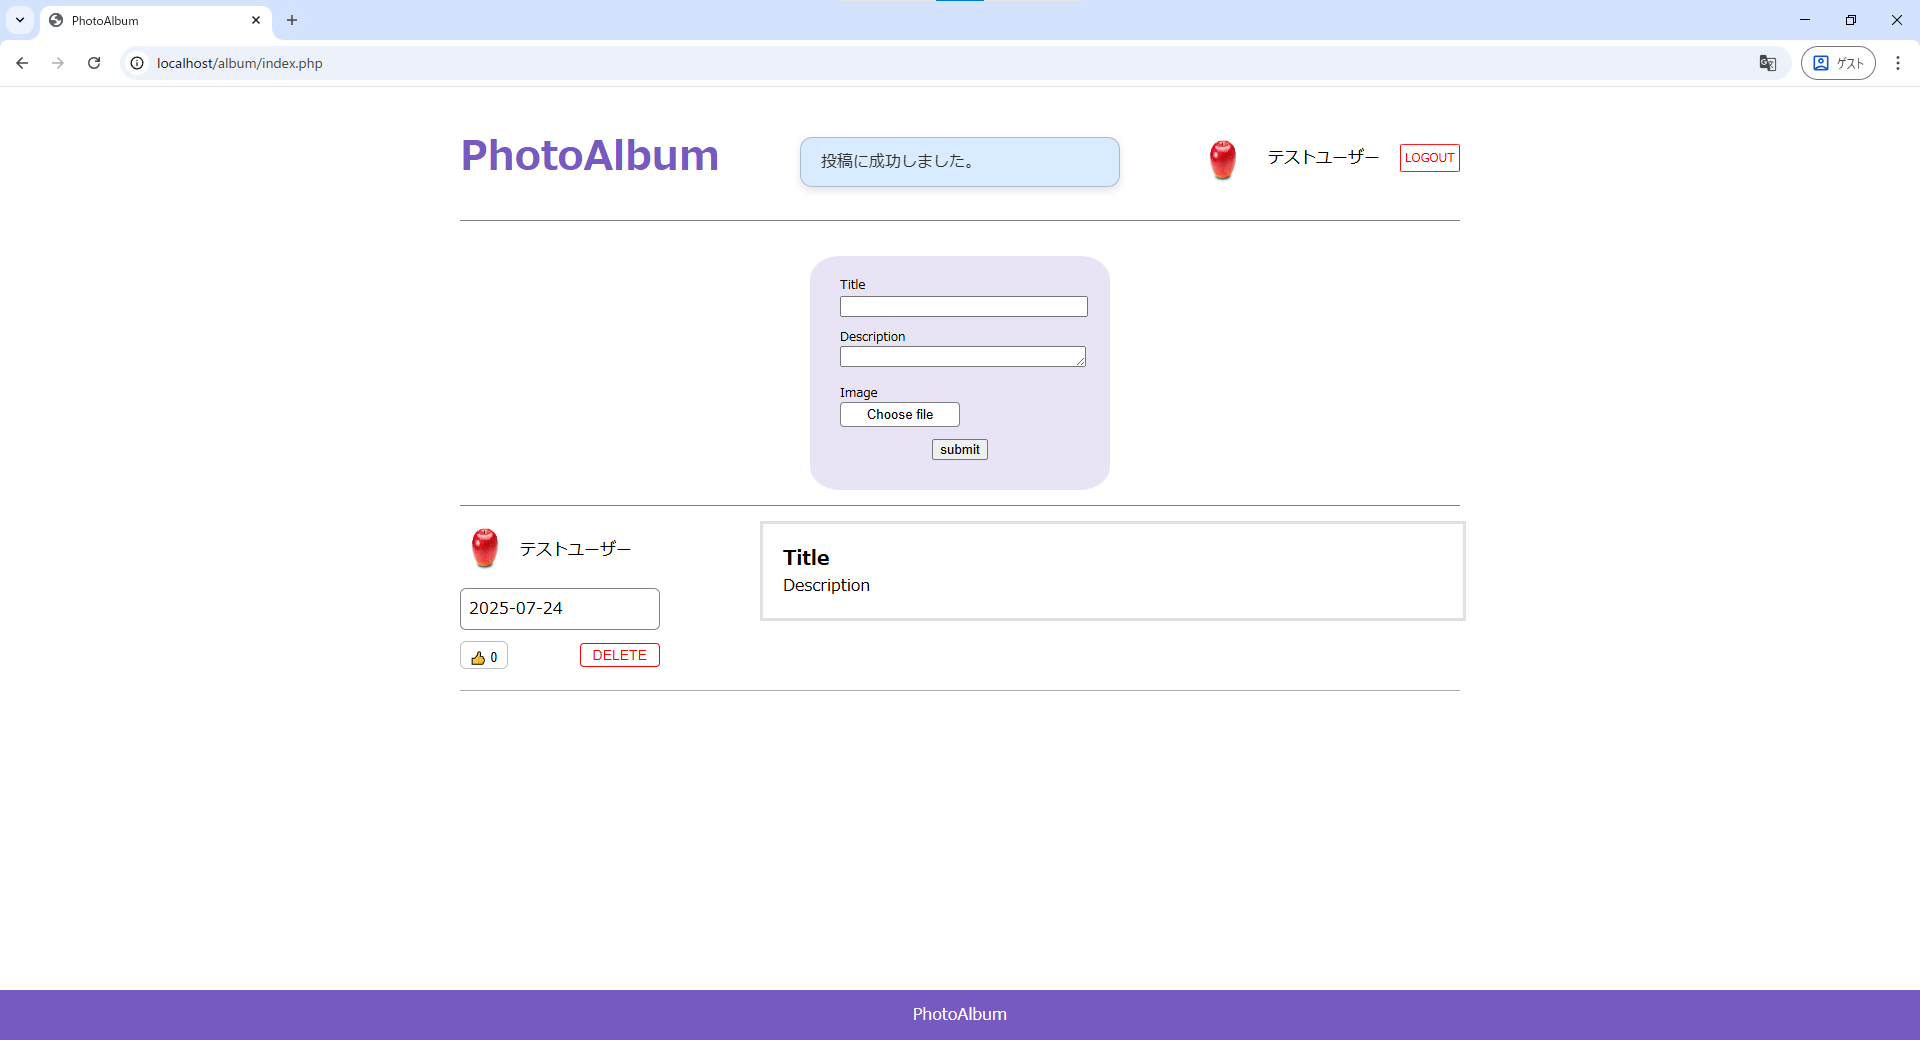 PhotoAlbum
localhost/album/index.php
ゲスト
PhotoAlbum
投稿に成功しました。
テストユーザー
LOGOUT
Title
Description
Image
Choose file
submit
テストユーザー
2025-07-24
0
DELETE
Title
Description
PhotoAlbum